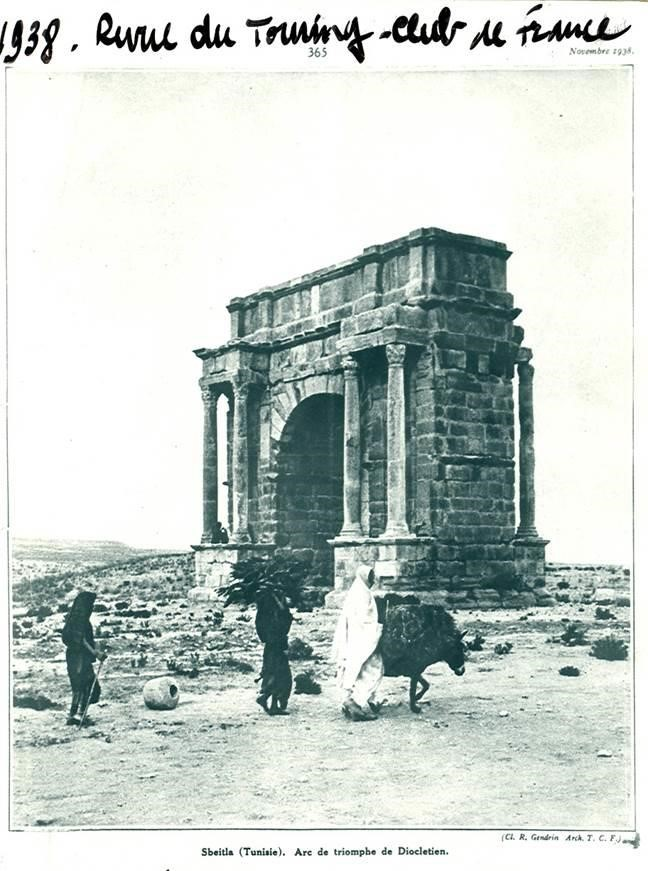 1938. Revue du Touring-Club de France
365
Novembre 1938.
(Cl. R. Gendrin Arch. T. C. F.)
Sbeïtla (Tunisie). Arc de triomphe de Diocletien.